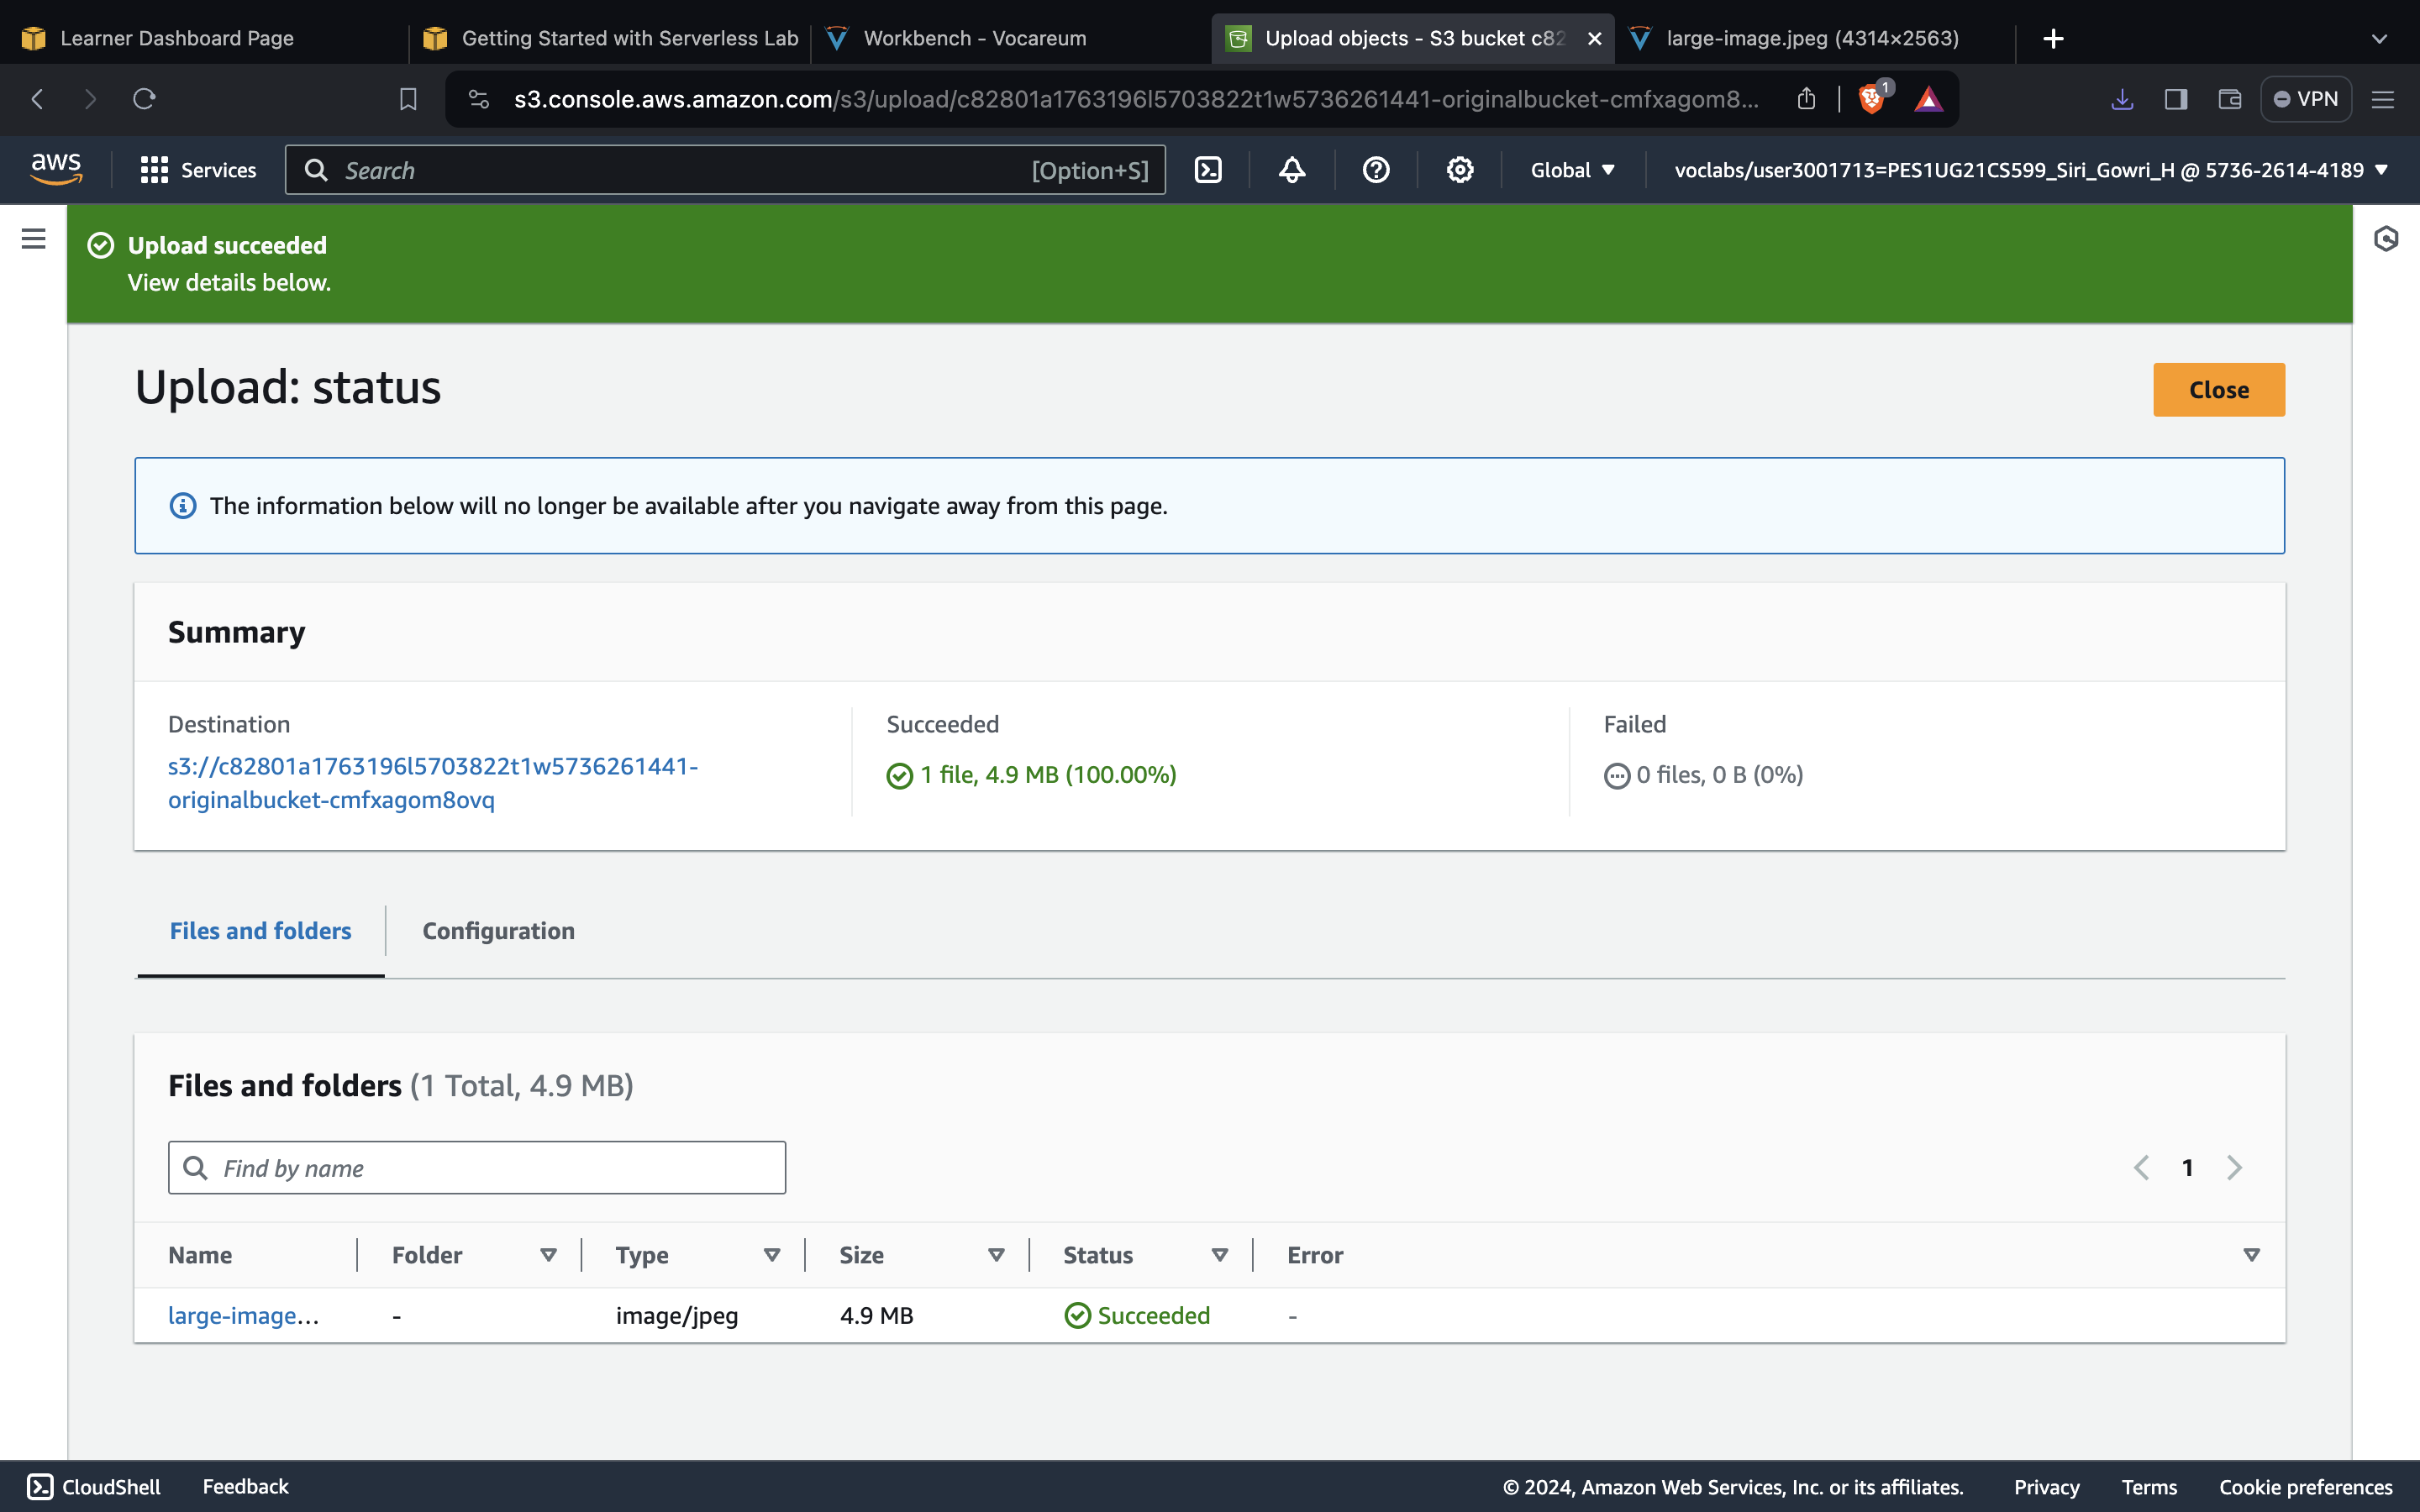 Learner Dashboard Page
Getting Started with Serverless Lab
Workbench - Vocareum
Upload objects - S3 bucket c82
large-image.jpeg (4314×2563)
s3.console.aws.amazon.com/s3/upload/c82801a1763196l5703822t1w5736261441-originalbucket-cmfxagom8...
1
VPN
aws
Services
Search
[Option+S]
Global
voclabs/user3001713=PES1UG21CS599_Siri_Gowri_H @ 5736-2614-4189
Upload succeeded
View details below.
Upload: status
Close
The information below will no longer be available after you navigate away from this page.
Summary
Destination
s3://c82801a1763196l5703822t1w5736261441-
originalbucket-cmfxagom8ovq
Succeeded
1 file, 4.9 MB (100.00%)
Failed
0 files, 0 B (0%)
Files and folders
Configuration
Files and folders (1 Total, 4.9 MB)
Find by name
1
Name Folder Type Size Status Error
large-image... - image/jpeg 4.9 MB Succeeded -
CloudShell
Feedback
© 2024, Amazon Web Services, Inc. or its affiliates.
Privacy
Terms
Cookie preferences